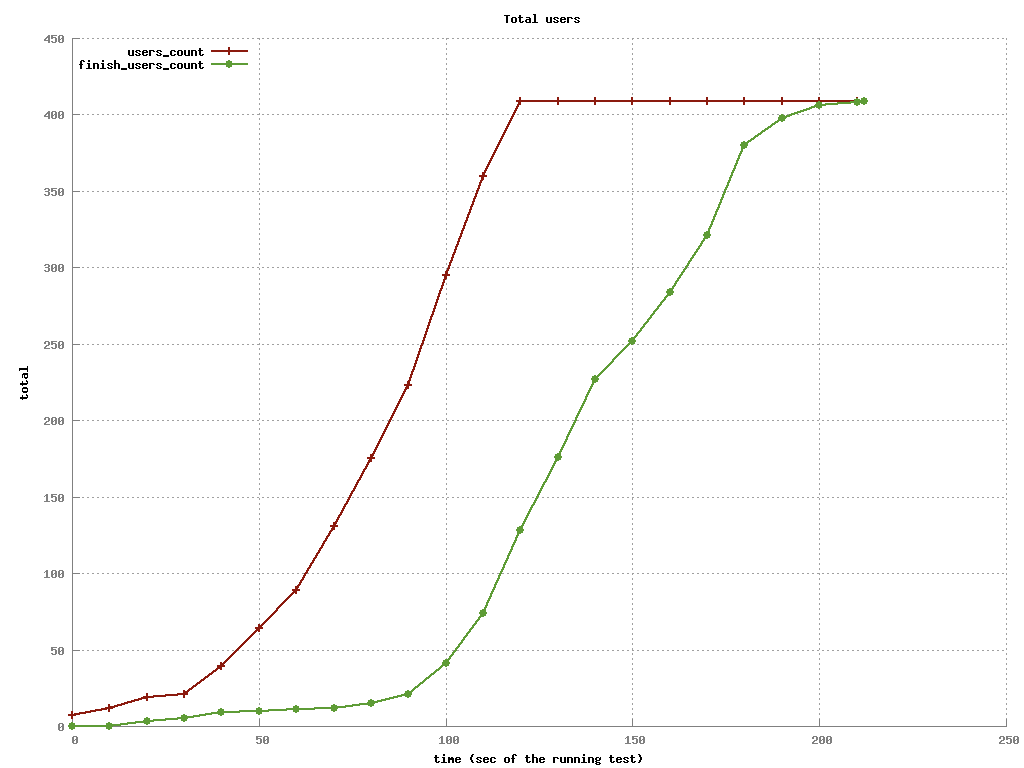 Total users
users_count
finish_users_count
450
400
350
300
250
200
150
100
50
0
total
0 50 100 150 200 250
time (sec of the running test)